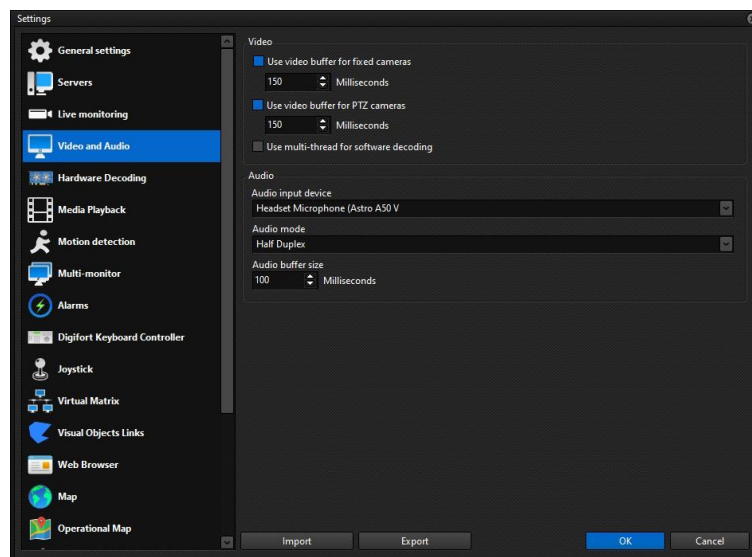 Settings
General settings
Servers
Live monitoring
Video and Audio
Hardware Decoding
Media Playback
Motion detection
Multi-monitor
Alarms
Digifort Keyboard Controller
Joystick
Virtual Matrix
Visual Objects Links
Web Browser
Map
Operational Map
Video
Use video buffer for fixed cameras
150 Milliseconds
Use video buffer for PTZ cameras
150 Milliseconds
Use multi-thread for software decoding
Audio
Audio input device
Headset Microphone (Astro A50 V
Audio mode
Half Duplex
Audio buffer size
100 Milliseconds
Import Export OK Cancel